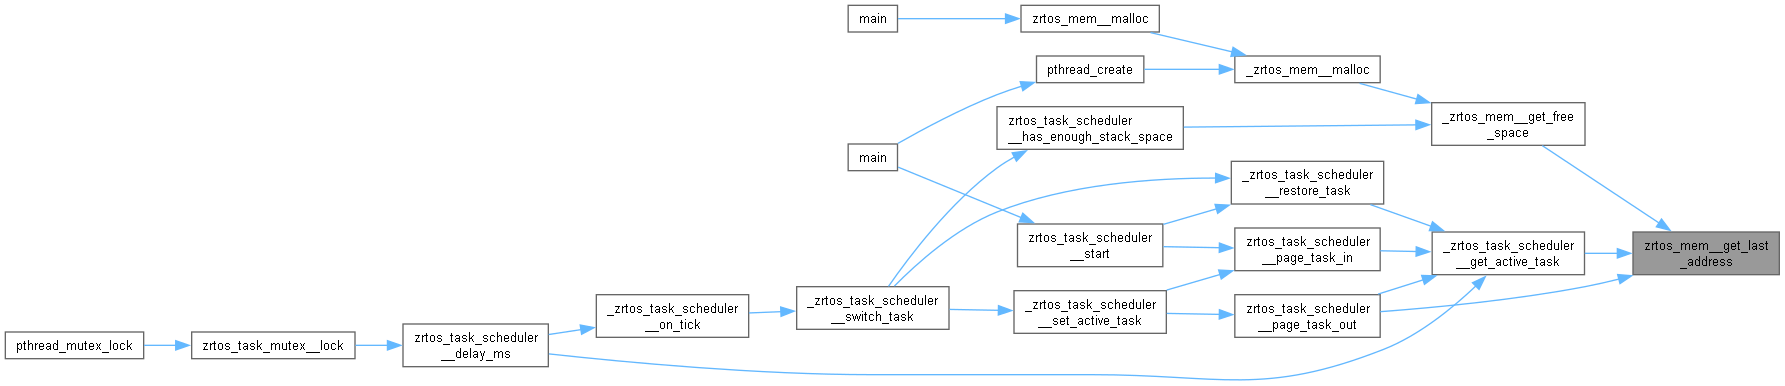 main
zrtos_mem__malloc
pthread_create
_zrtos_mem__malloc
zrtos_task_scheduler
__has_enough_stack_space
_zrtos_mem__get_free
_space
main
_zrtos_task_scheduler
__restore_task
zrtos_task_scheduler
__start
zrtos_task_scheduler
__page_task_in
_zrtos_task_scheduler
__get_active_task
zrtos_mem__get_last
_address
_zrtos_task_scheduler
__switch_task
_zrtos_task_scheduler
__set_active_task
zrtos_task_scheduler
__page_task_out
_zrtos_task_scheduler
__on_tick
pthread_mutex_lock
zrtos_task_mutex__lock
zrtos_task_scheduler
__delay_ms